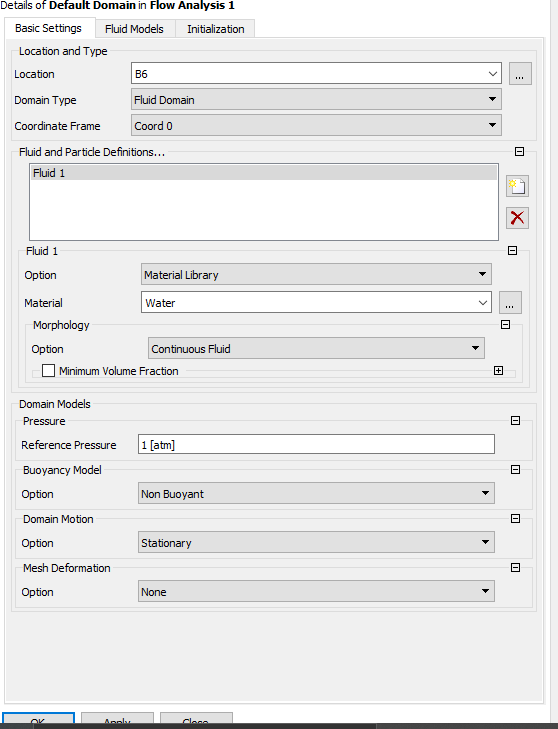 Details of Default Domain in Flow Analysis 1
Basic Settings Fluid Models Initialization
Location and Type
Location B6 ...
Domain Type Fluid Domain
Coordinate Frame Coord 0
Fluid and Particle Definitions...
Fluid 1
Fluid 1
Option Material Library
Material Water ...
Morphology
Option Continuous Fluid
Minimum Volume Fraction
Domain Models
Pressure
Reference Pressure 1 [atm]
Buoyancy Model
Option Non Buoyant
Domain Motion
Option Stationary
Mesh Deformation
Option None
OK Apply Close